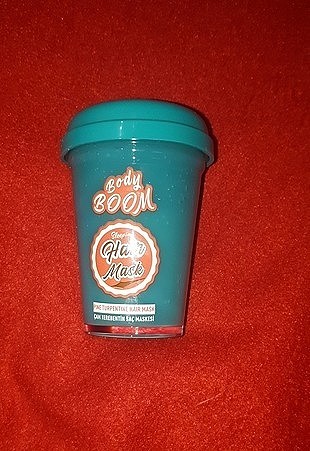 Body
BOOM
Hair
Mask
PINE TURPENTINE HAIR MASK
ÇAM TEREBENTİN SAÇ MASKESİ